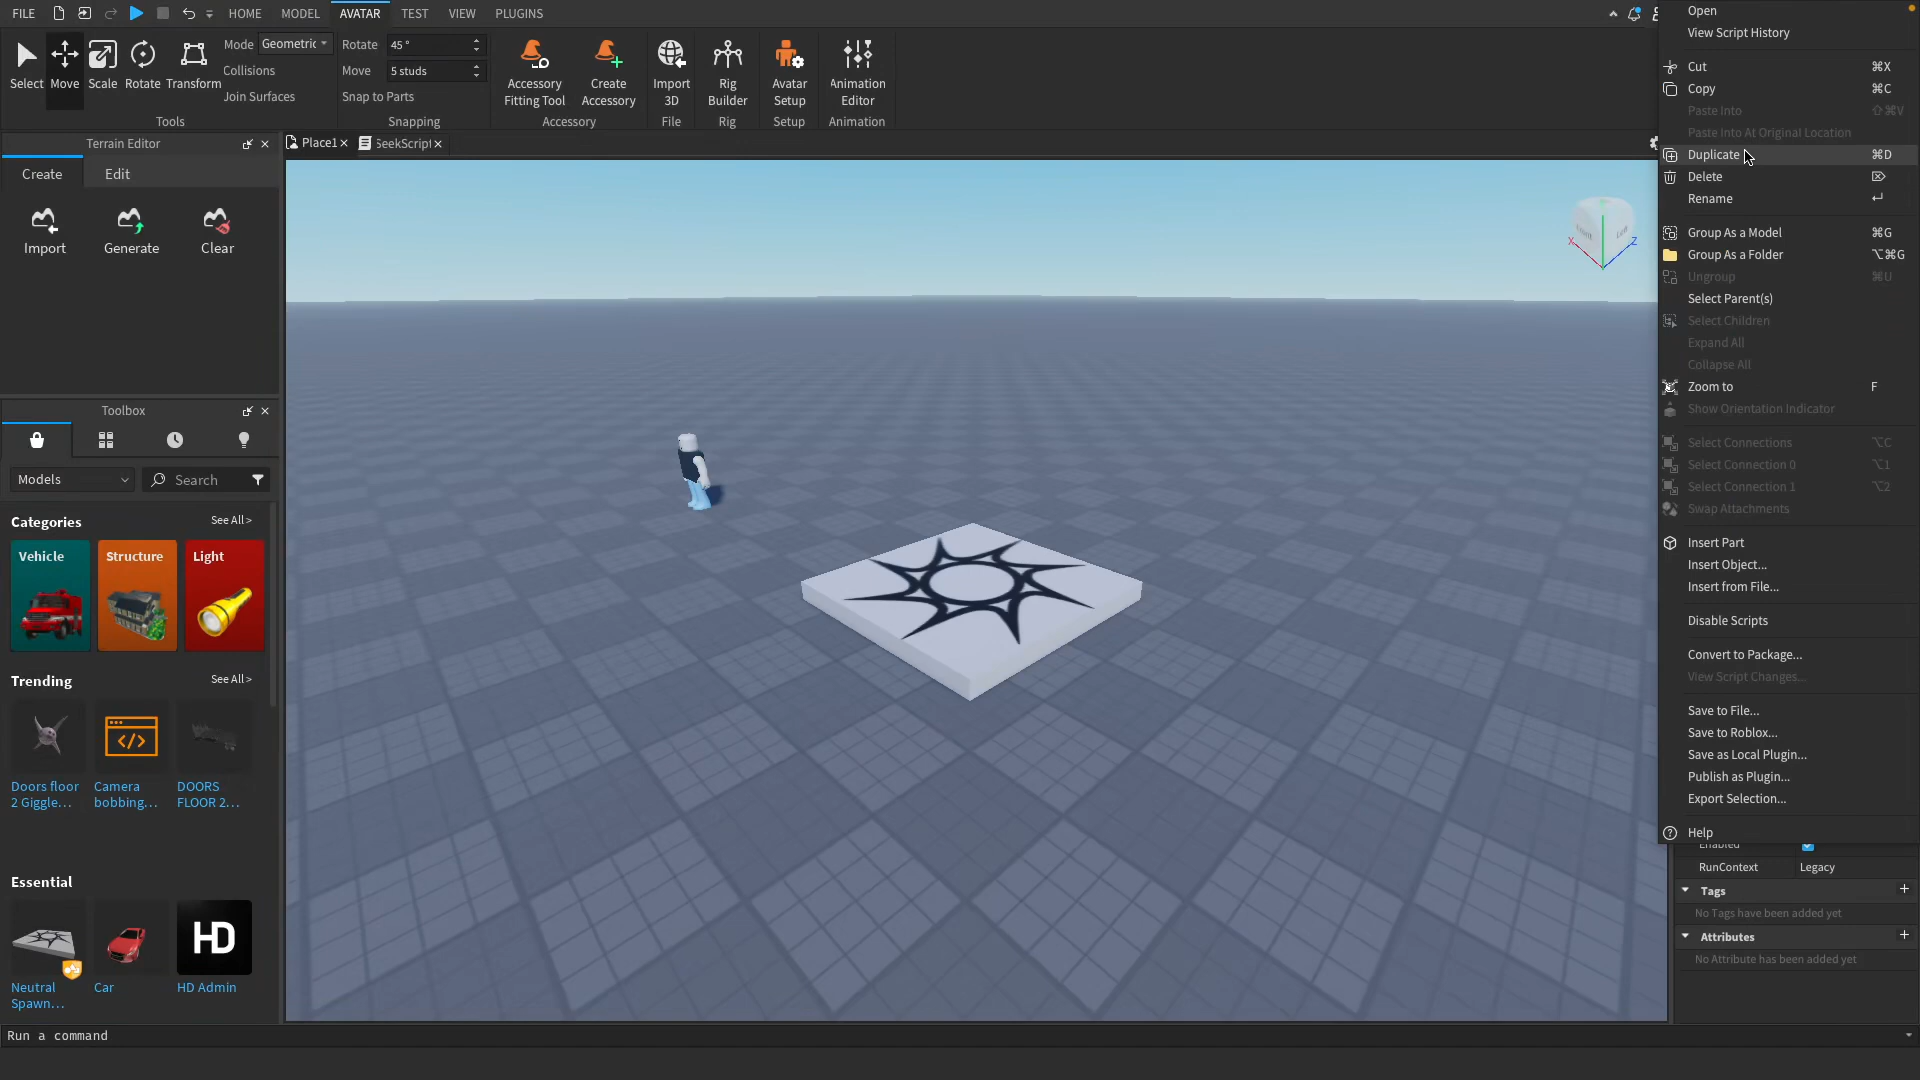 FILE
HOME
MODEL
AVATAR
TEST
VIEW
PLUGINS
Select
Move
Scale
Rotate
Transform
Mode
Geometric
Collisions
Join Surfaces
Tools
Rotate
45 °
Move
5 studs
Snap to Parts
Snapping
Accessory
Fitting Tool
Create
Accessory
Accessory
Import
3D
File
Rig
Builder
Rig
Avatar
Setup
Setup
Animation
Editor
Animation
Terrain Editor
Create
Edit
Import
Generate
Clear
Place1
SeekScript
Toolbox
Models
Search
Categories
See All >
Vehicle
Structure
Light
Trending
See All >
Doors floor
2 Giggle...
Camera
bobbing...
DOORS
FLOOR 2...
Essential
HD
Neutral
Spawn...
Car
HD Admin
Left
X
Z
Open
View Script History
Cut ⌘X
Copy ⌘C
Paste Into ⇧⌘V
Paste Into At Original Location
Duplicate ⌘D
Delete ⌦
Rename ↵
Group As a Model ⌘G
Group As a Folder ⌥⌘G
Ungroup ⌘U
Select Parent(s)
Select Children
Expand All
Collapse All
Zoom to F
Show Orientation Indicator
Select Connections ⌥C
Select Connection 0 ⌥1
Select Connection 1 ⌥2
Swap Attachments
Insert Part
Insert Object...
Insert from File...
Disable Scripts
Convert to Package...
View Script Changes...
Save to File...
Save to Roblox...
Save as Local Plugin...
Publish as Plugin...
Export Selection...
Help
Enabled
RunContext Legacy
Tags
No Tags have been added yet
Attributes
No Attribute has been added yet
Run a command